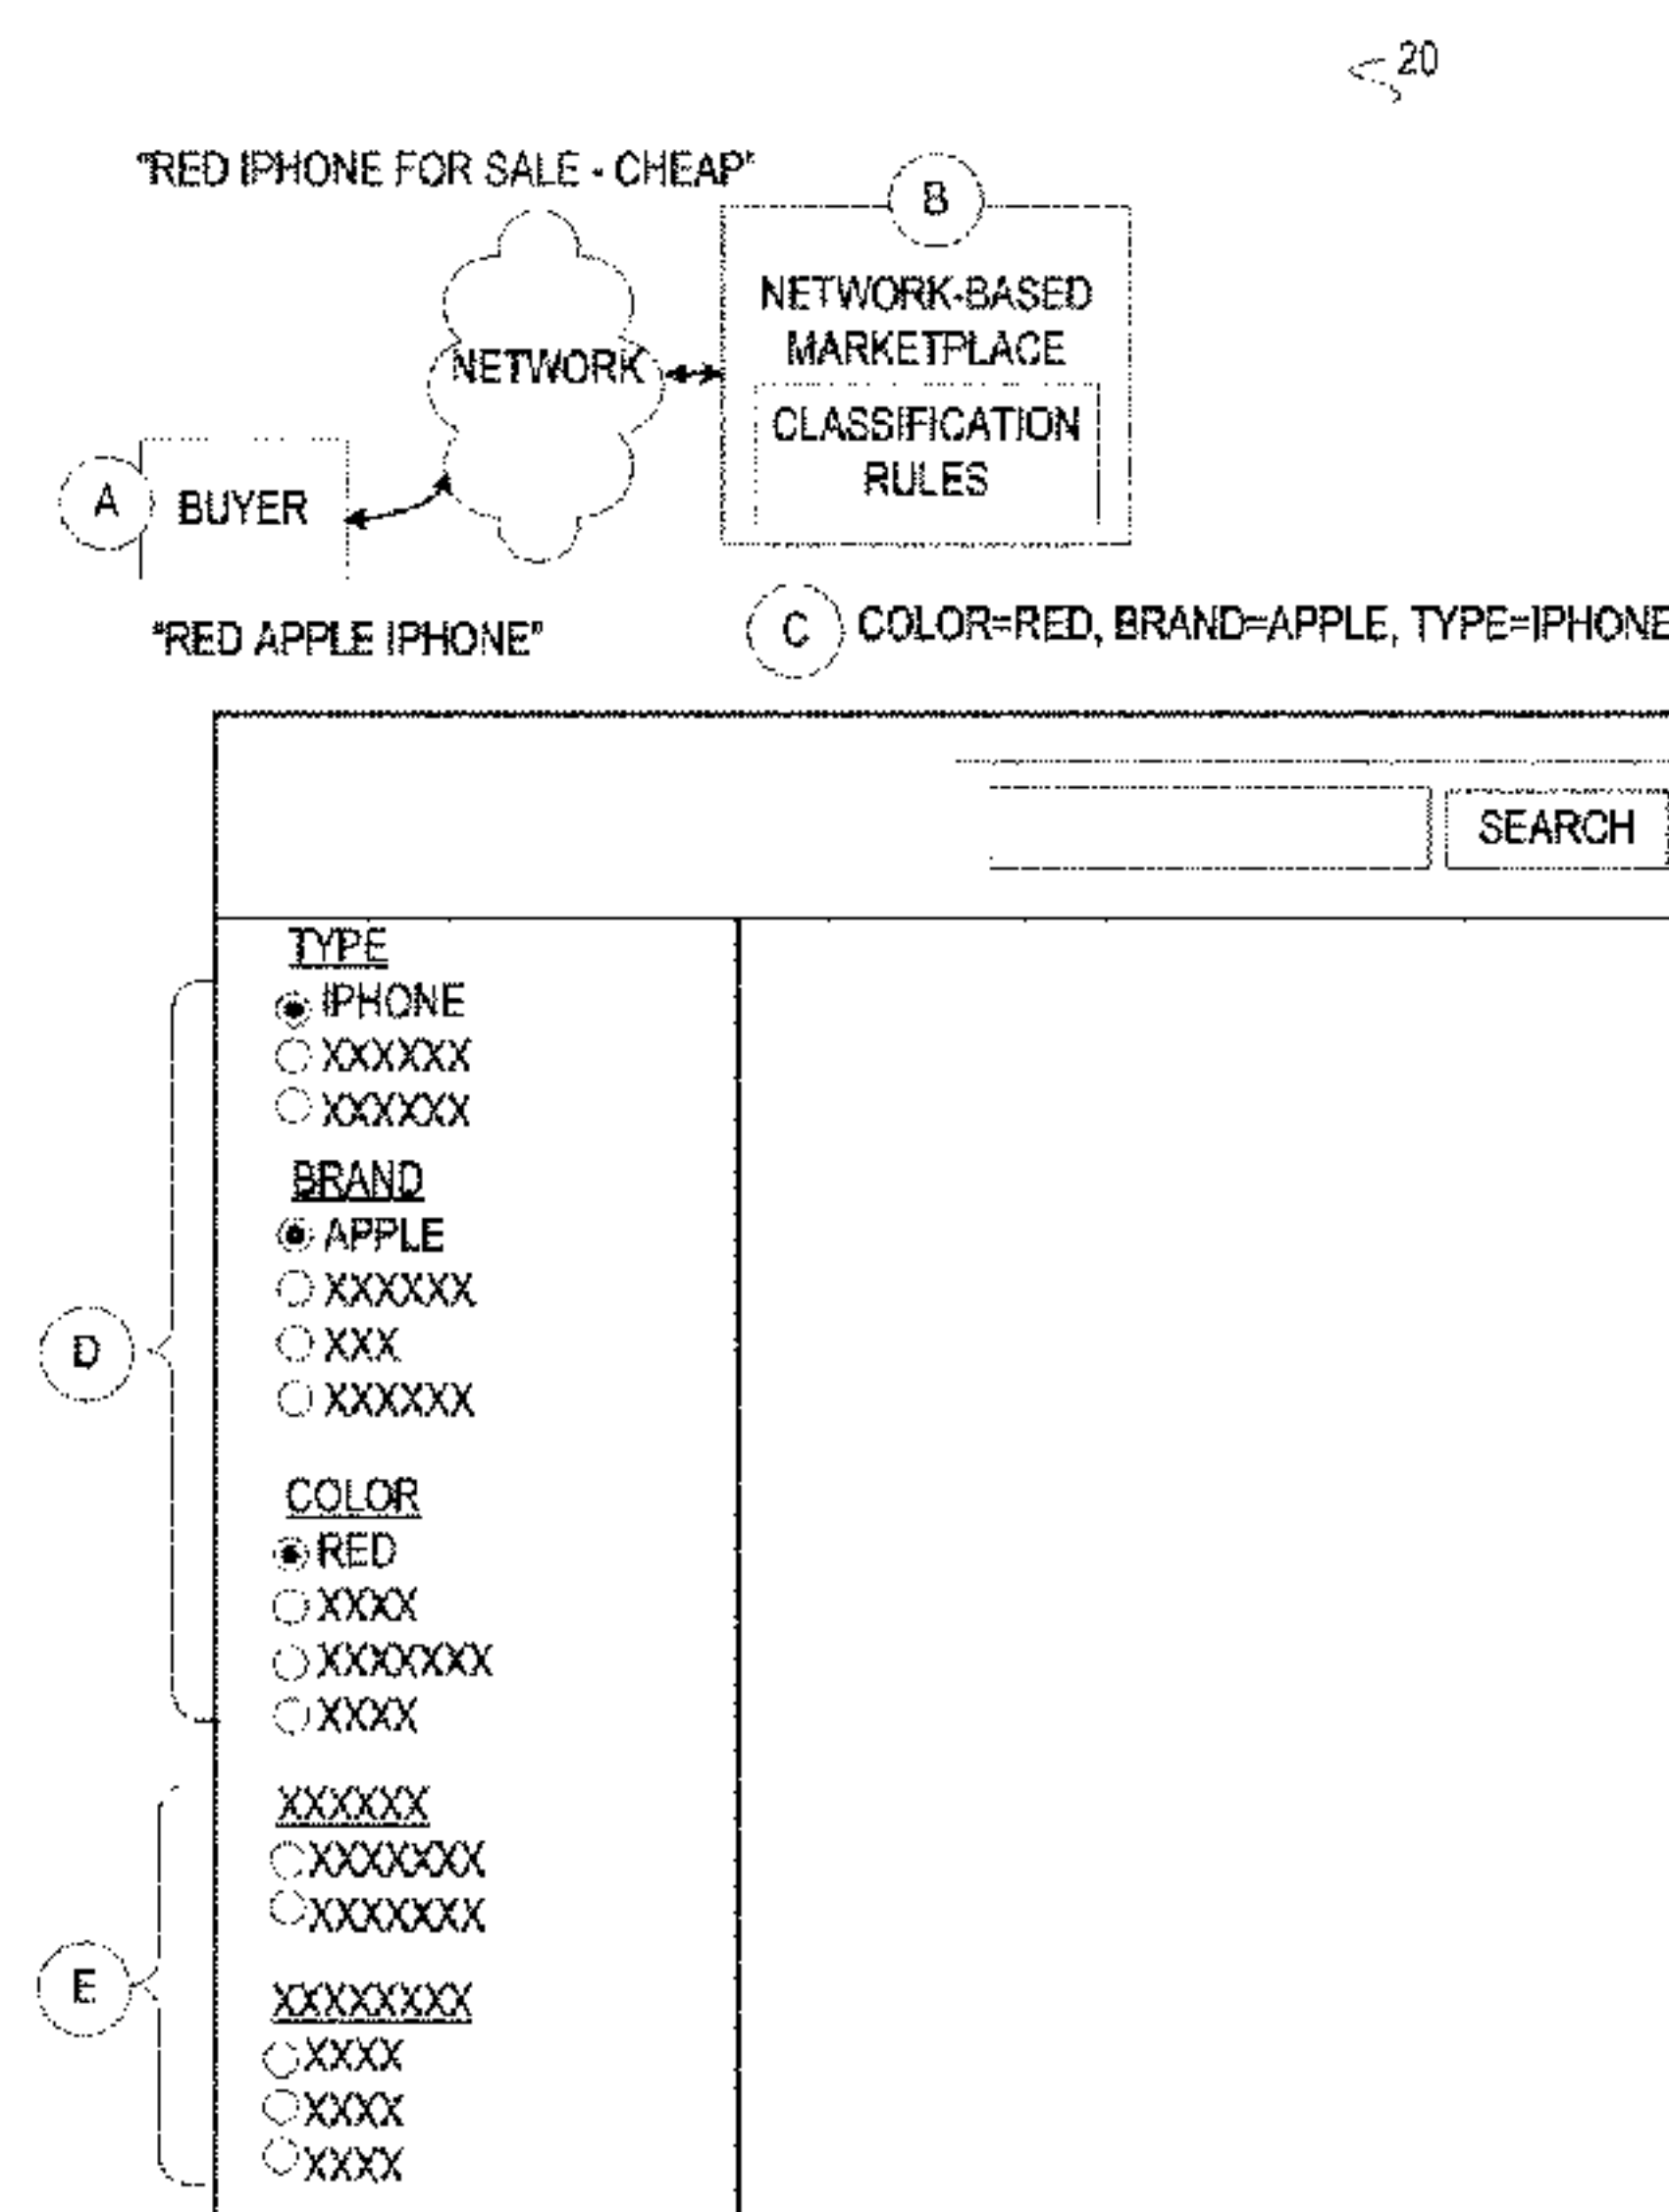 20
"RED IPHONE FOR SALE - CHEAP"
B
NETWORK-BASED
MARKETPLACE
NETWORK
CLASSIFICATION
RULES
A
BUYER
"RED APPLE IPHONE"
C
COLOR=RED, BRAND=APPLE, TYPE=IPHONE
SEARCH
TYPE
IPHONE
XXXXXX
XXXXXX
BRAND
APPLE
XXXXXX
XXX
XXXXXX
D
COLOR
RED
XXXX
XXXXXXX
XXXX
XXXXXX
XXXXXXX
XXXXXXX
E
XXXXXXXX
XXXX
XXXX
XXXX